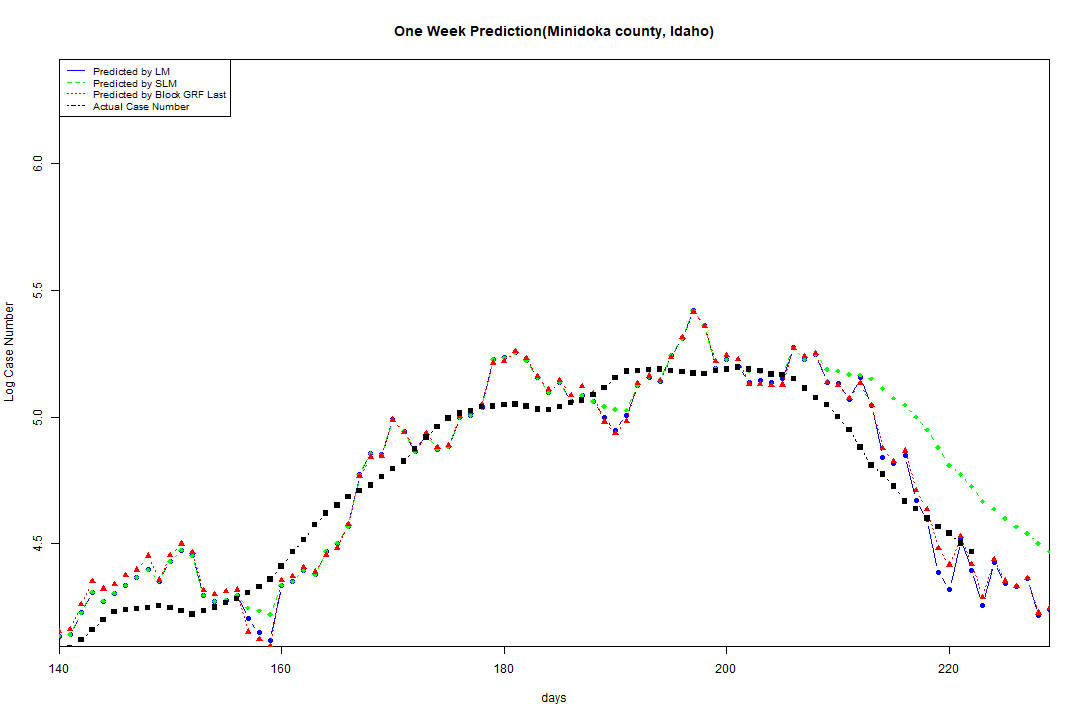 One Week Prediction(Minidoka county, Idaho)
Predicted by LM
Predicted by SLM
Predicted by Block GRF Last
Actual Case Number
6.0
5.5
5.0
4.5
Log Case Number
140 160 180 200 220
days